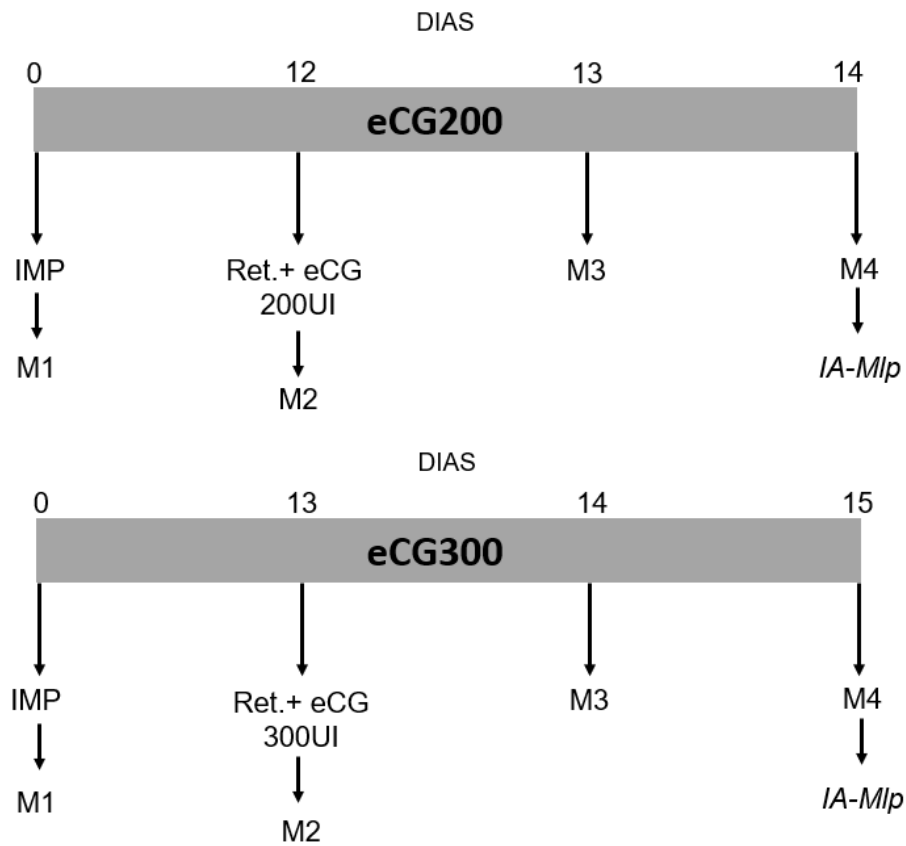 DIAS
0 12 13 14
eCG200
IMP Ret.+ eCG M3 M4
200UI
M1 M2 IA-Mlp
DIAS
0 13 14 15
eCG300
IMP Ret.+ eCG M3 M4
300UI
M1 M2 IA-Mlp